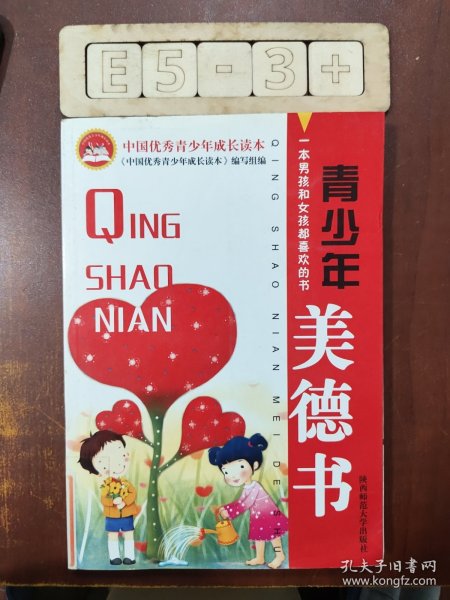 E5-3+
中国优秀青少年成长读本
《中国优秀青少年成长读本》编写组编
QING
SHAO
NIAN
QING SHAO NIAN MEI DE SHU
一本男孩和女孩都喜欢的书
青少年
美德书
陕西师范大学出版社
孔夫子旧书网
www.kongfz.com